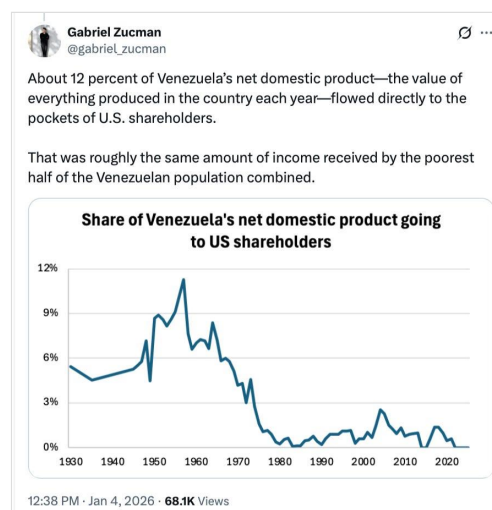 Gabriel Zucman
@gabriel_zucman
About 12 percent of Venezuela’s net domestic product—the value of
everything produced in the country each year—flowed directly to the
pockets of U.S. shareholders.
That was roughly the same amount of income received by the poorest
half of the Venezuelan population combined.
Share of Venezuela's net domestic product going
to US shareholders
12%
9%
6%
3%
0%
1930 1940 1950 1960 1970 1980 1990 2000 2010 2020
12:38 PM · Jan 4, 2026 · 68.1K Views